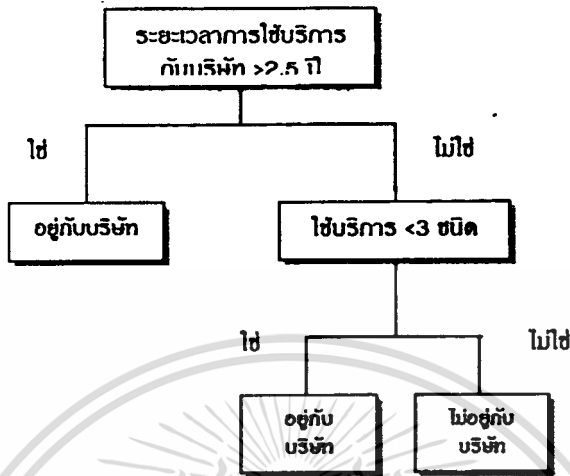 ระยะเวลาการใช้บริการ
กับบริษัท >2.5 ปี
ใช่
ไม่ใช่
อยู่กับบริษัท
ใช้บริการ <3 ชนิด
ใช่
ไม่ใช่
อยู่กับ
บริษัท
ไม่อยู่กับ
บริษัท